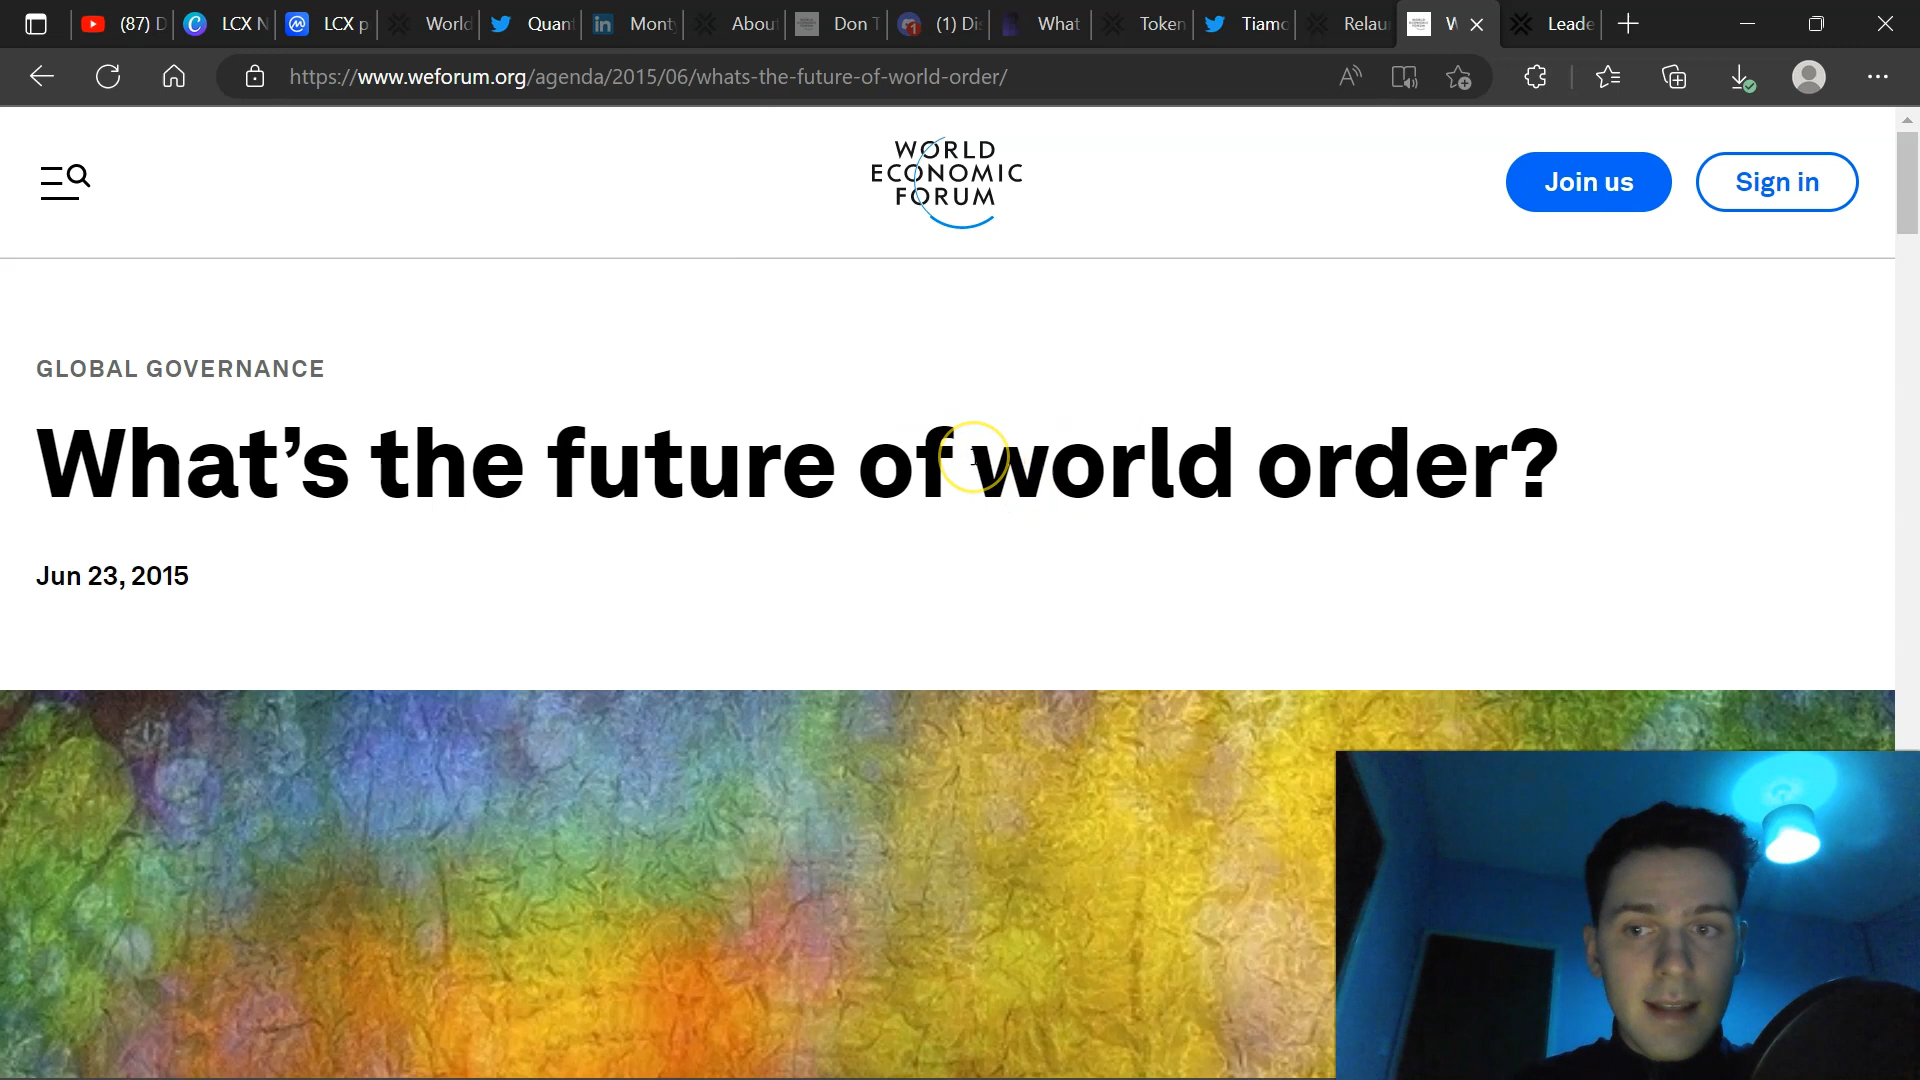 (87) D
LCX N
LCX p
World
Quan
Mont
Abou
Don T
(1) Di
What
Token
Tiamo
Relau
W
Leade
https://www.weforum.org/agenda/2015/06/whats-the-future-of-world-order/
WORLD
ECONOMIC
FORUM
Join us
Sign in
GLOBAL GOVERNANCE
What's the future of world order?
Jun 23, 2015